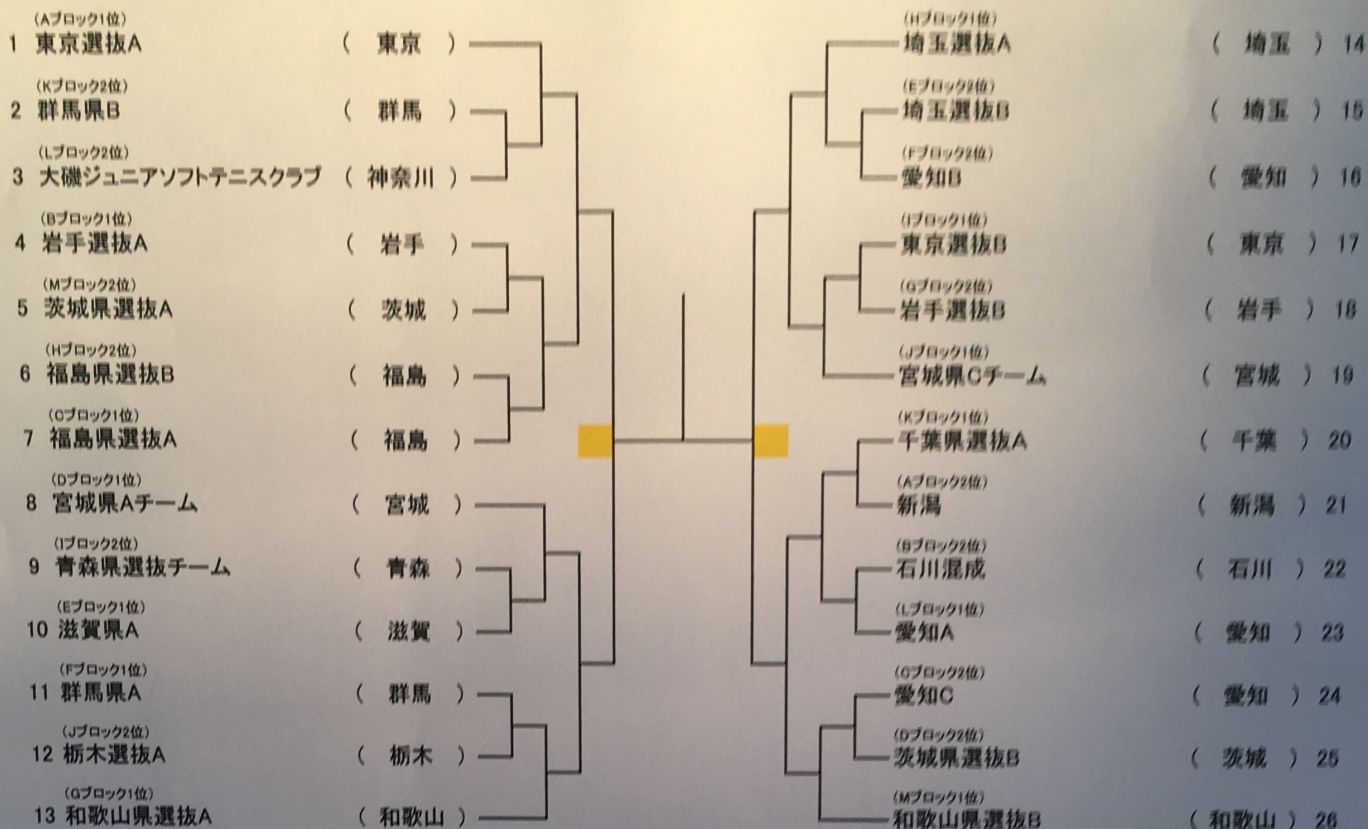 (Aブロック1位)
1 東京選抜A ( 東京 )
(Kブロック2位)
2 群馬県B ( 群馬 )
(Lブロック2位)
3 大磯ジュニアソフトテニスクラブ ( 神奈川 )
(Bブロック1位)
4 岩手選抜A ( 岩手 )
(Mブロック2位)
5 茨城県選抜A ( 茨城 )
(Hブロック2位)
6 福島県選抜B ( 福島 )
(Cブロック1位)
7 福島県選抜A ( 福島 )
(Dブロック1位)
8 宮城県Aチーム ( 宮城 )
(Iブロック2位)
9 青森県選抜チーム ( 青森 )
(Eブロック1位)
10 滋賀県A ( 滋賀 )
(Fブロック1位)
11 群馬県A ( 群馬 )
(Jブロック2位)
12 栃木選抜A ( 栃木 )
(Gブロック1位)
13 和歌山県選抜A ( 和歌山 )
(Hブロック1位)
埼玉選抜A ( 埼玉 ) 14
(Eブロック2位)
埼玉選抜B ( 埼玉 ) 15
(Fブロック2位)
愛知B ( 愛知 ) 16
(Iブロック1位)
東京選抜B ( 東京 ) 17
(Gブロック2位)
岩手選抜B ( 岩手 ) 18
(Jブロック1位)
宮城県Cチーム ( 宮城 ) 19
(Kブロック1位)
千葉県選抜A ( 千葉 ) 20
(Aブロック2位)
新潟 ( 新潟 ) 21
(Bブロック2位)
石川混成 ( 石川 ) 22
(Lブロック1位)
愛知A ( 愛知 ) 23
(Cブロック2位)
愛知C ( 愛知 ) 24
(Dブロック2位)
茨城県選抜B ( 茨城 ) 25
(Mブロック1位)
和歌山県選抜B ( 和歌山 ) 26